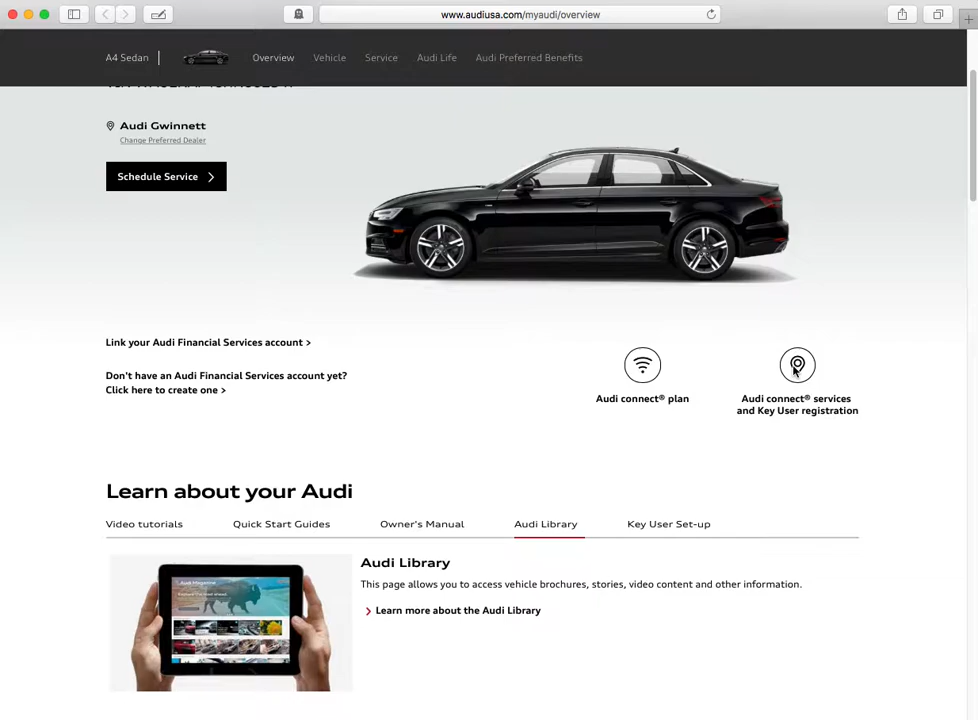 www.audiusa.com/myaudi/overview
A4 Sedan
Overview
Vehicle
Service
Audi Life
Audi Preferred Benefits
Audi Gwinnett
Change Preferred Dealer
Schedule Service
Link your Audi Financial Services account >
Don't have an Audi Financial Services account yet?
Click here to create one >
Audi connect® plan
Audi connect® services
and Key User registration
Learn about your Audi
Video tutorials
Quick Start Guides
Owner's Manual
Audi Library
Key User Set-up
Audi Magazine
Audi Library
This page allows you to access vehicle brochures, stories, video content and other information.
Learn more about the Audi Library